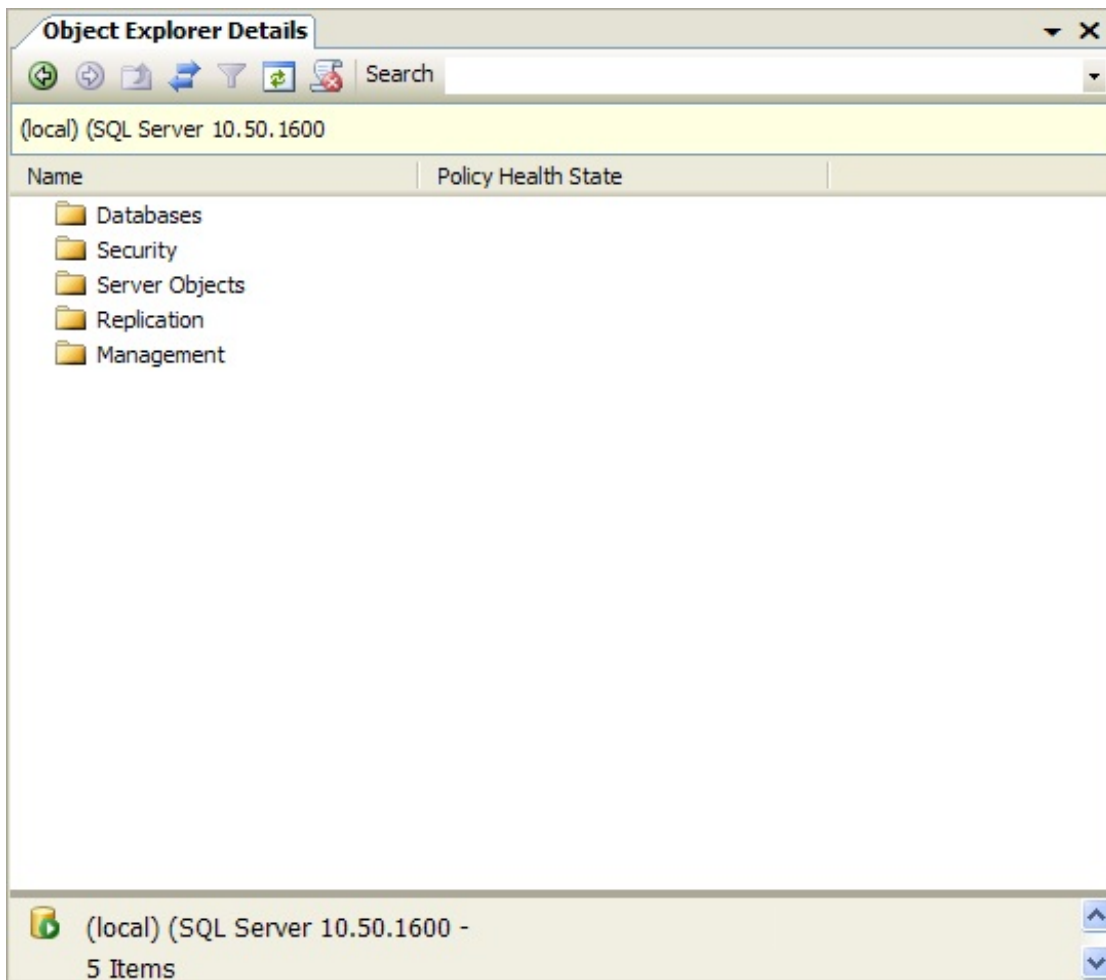 Object Explorer Details
Search
(local) (SQL Server 10.50.1600
Name Policy Health State
Databases
Security
Server Objects
Replication
Management
(local) (SQL Server 10.50.1600 -
5 Items